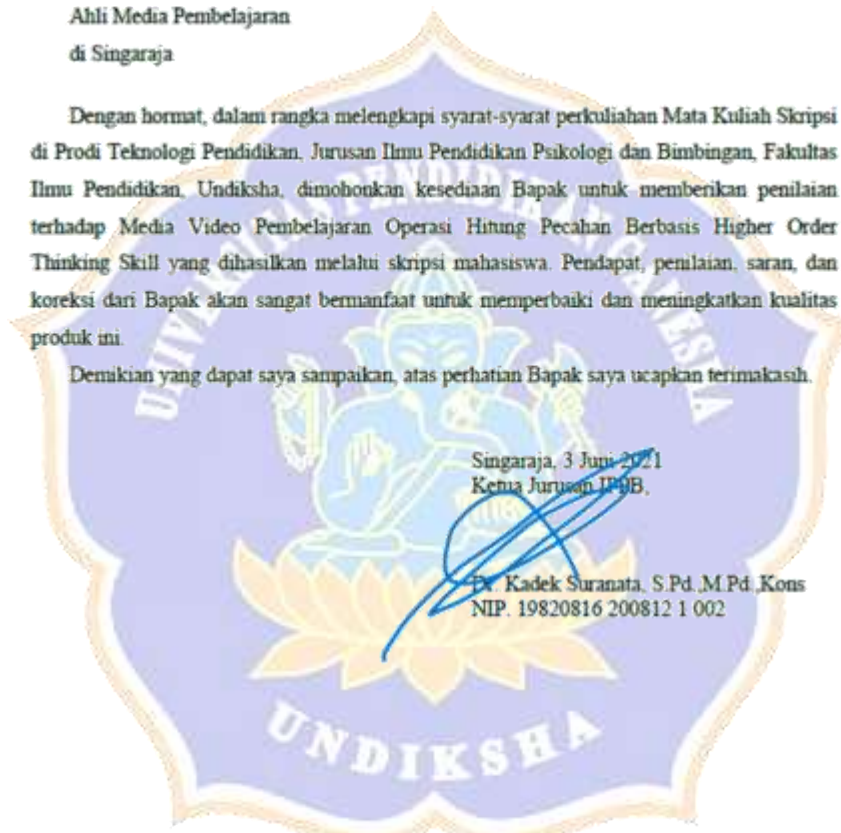 Ahli Media Pembelajaran
di Singaraja
Dengan hormat, dalam rangka melengkapi syarat-syarat perkuliahan Mata Kuliah Skripsi
di Prodi Teknologi Pendidikan, Jurusan Ilmu Pendidikan Psikologi dan Bimbingan, Fakultas
Ilmu Pendidikan, Undiksha, dimohonkan kesediaan Bapak untuk memberikan penilaian
terhadap Media Video Pembelajaran Operasi Hitung Pecahan Berbasis Higher Order
Thinking Skill yang dihasilkan melalui skripsi mahasiswa. Pendapat, penilaian, saran, dan
koreksi dari Bapak akan sangat bermanfaat untuk memperbaiki dan meningkatkan kualitas
produk ini.
Demikian yang dapat saya sampaikan, atas perhatian Bapak saya ucapkan terimakasih.
Singaraja, 3 Juni 2021
Ketua Jurusan IPPB,
Dr. Kadek Suranata, S.Pd.,M.Pd.,Kons
NIP. 19820816 200812 1 002
UNIVERSITAS PENDIDIKAN GANESHA
UNDIKSHA